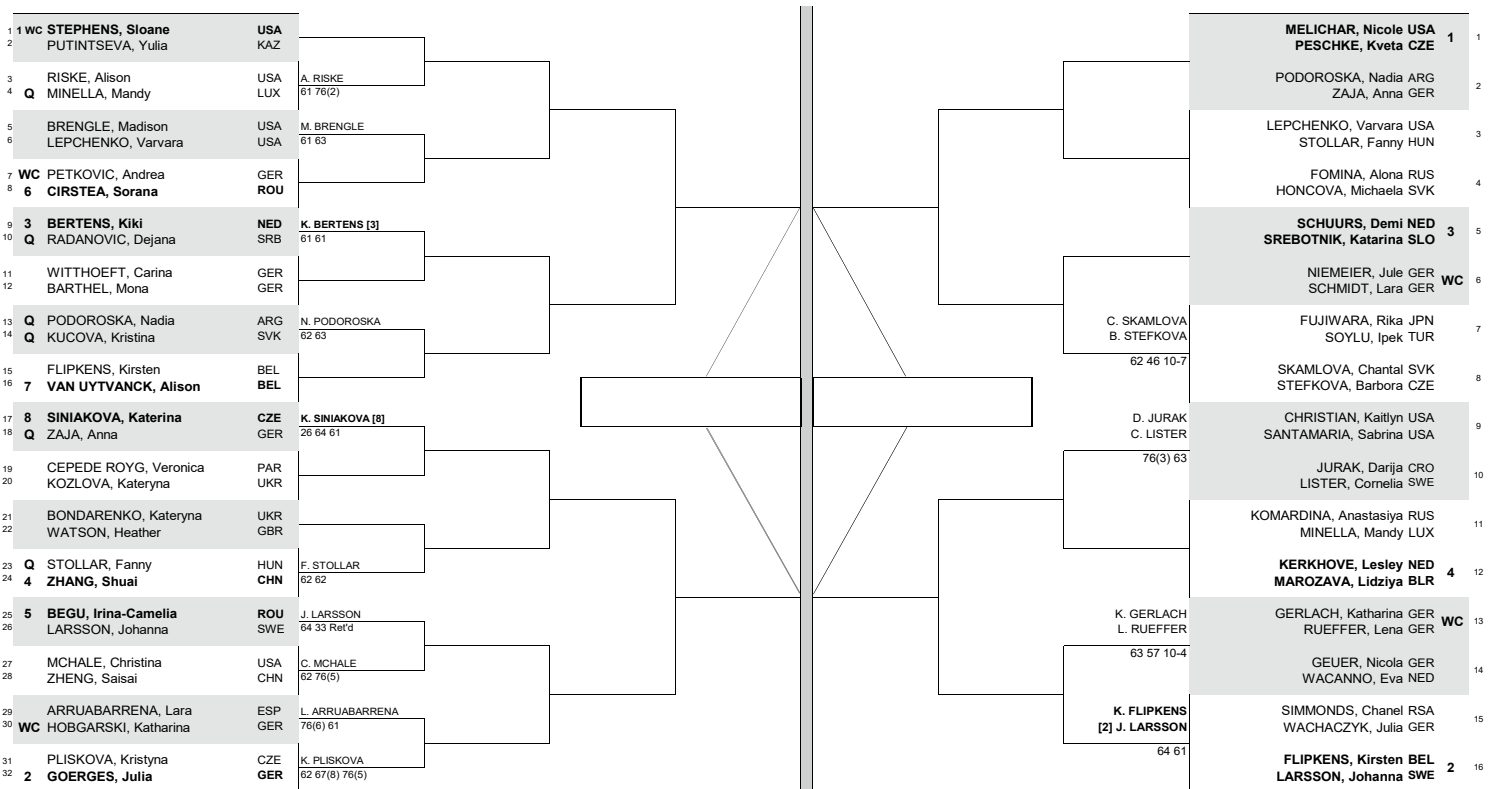 1 1 WC STEPHENS, Sloane USA
2 PUTINTSEVA, Yulia KAZ
3 RISKE, Alison USA
4 Q MINELLA, Mandy LUX
A. RISKE
61 76(2)
5 BRENGLE, Madison USA
6 LEPCHENKO, Varvara USA
M. BRENGLE
61 63
7 WC PETKOVIC, Andrea GER
8 6 CIRSTEA, Sorana ROU
9 3 BERTENS, Kiki NED
10 Q RADANOVIC, Dejana SRB
K. BERTENS [3]
61 61
11 WITTHOEFT, Carina GER
12 BARTHEL, Mona GER
13 Q PODOROSKA, Nadia ARG
14 Q KUCOVA, Kristina SVK
N. PODOROSKA
62 63
15 FLIPKENS, Kirsten BEL
16 7 VAN UYTVANCK, Alison BEL
17 8 SINIAKOVA, Katerina CZE
18 Q ZAJA, Anna GER
K. SINIAKOVA [8]
26 64 61
19 CEPEDE ROYG, Veronica PAR
20 KOZLOVA, Kateryna UKR
21 BONDARENKO, Kateryna UKR
22 WATSON, Heather GBR
23 Q STOLLAR, Fanny HUN
24 4 ZHANG, Shuai CHN
F. STOLLAR
62 62
25 5 BEGU, Irina-Camelia ROU
26 LARSSON, Johanna SWE
J. LARSSON
64 33 Ret'd
27 MCHALE, Christina USA
28 ZHENG, Saisai CHN
C. MCHALE
62 76(5)
29 ARRUABARRENA, Lara ESP
30 WC HOBGARSKI, Katharina GER
L. ARRUABARRENA
76(6) 61
31 PLISKOVA, Kristyna CZE
32 2 GOERGES, Julia GER
K. PLISKOVA
62 67(8) 76(5)
MELICHAR, Nicole USA
PESCHKE, Kveta CZE
1 1
PODOROSKA, Nadia ARG
ZAJA, Anna GER
2
LEPCHENKO, Varvara USA
STOLLAR, Fanny HUN
3
FOMINA, Alona RUS
HONCOVA, Michaela SVK
4
SCHUURS, Demi NED
SREBOTNIK, Katarina SLO
3 5
NIEMEIER, Jule GER
SCHMIDT, Lara GER
WC 6
C. SKAMLOVA
B. STEFKOVA
62 46 10-7
FUJIWARA, Rika JPN
SOYLU, Ipek TUR
7
SKAMLOVA, Chantal SVK
STEFKOVA, Barbora CZE
8
D. JURAK
C. LISTER
76(3) 63
CHRISTIAN, Kaitlyn USA
SANTAMARIA, Sabrina USA
9
JURAK, Darija CRO
LISTER, Cornelia SWE
10
KOMARDINA, Anastasiya RUS
MINELLA, Mandy LUX
11
KERKHOVE, Lesley NED
MAROZAVA, Lidziya BLR
4 12
K. GERLACH
L. RUEFFER
63 57 10-4
GERLACH, Katharina GER
RUEFFER, Lena GER
WC 13
GEUER, Nicola GER
WACANNO, Eva NED
14
K. FLIPKENS
[2] J. LARSSON
64 61
SIMMONDS, Chanel RSA
WACHACZYK, Julia GER
15
FLIPKENS, Kirsten BEL
LARSSON, Johanna SWE
2 16